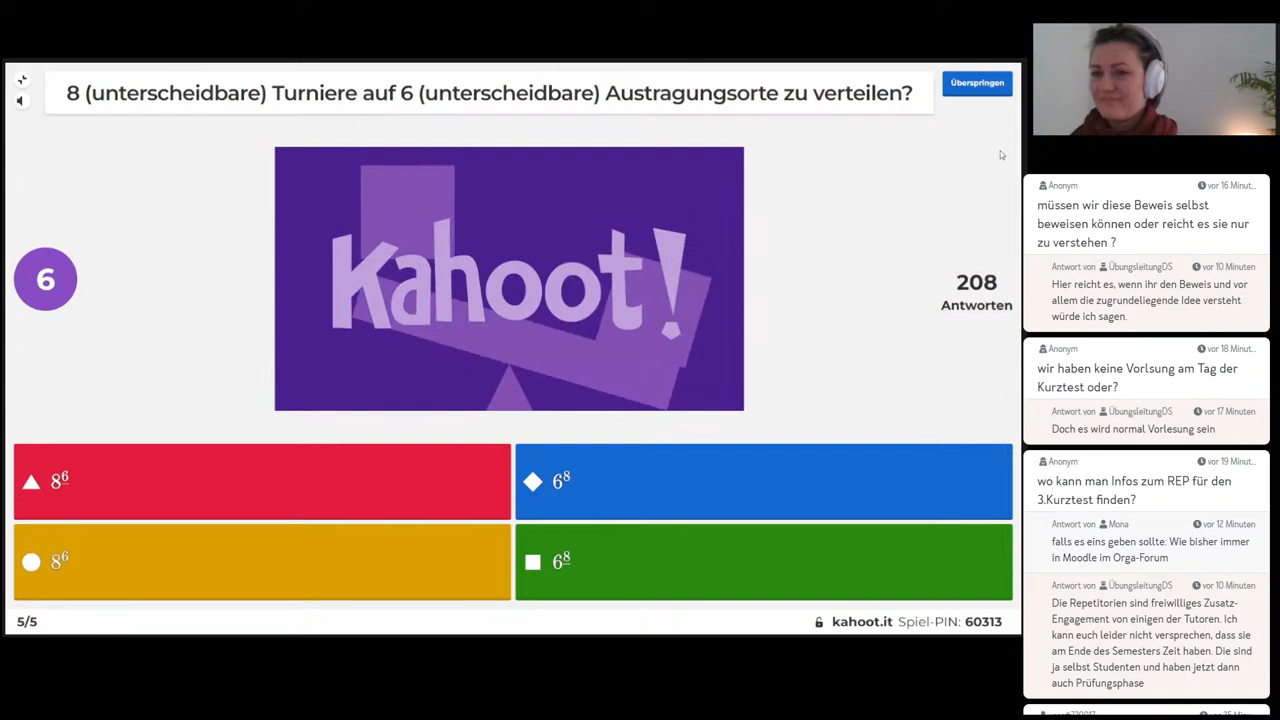 8 (unterscheidbare) Tuniere auf 6 (unterscheidbare) Austragungsorte zu verteilen?
Überspringen
Kahoot!
6
208
Antworten
8^6
6^8
8^6
6^8
5/5
kahoot.it Spiel-PIN: 60313
Anonym vor 16 Minut...
müssen wir diese Beweis selbst
beweisen können oder reicht es sie nur
zu verstehen ?
Antwort von ÜbungsleitungDS vor 10 Minuten
Hier reicht es, wenn ihr den Beweis und vor
allem die zugrundeliegende Idee versteht
würde ich sagen.
Anonym vor 18 Minut...
wir haben keine Vorlsung am Tag der
Kurztest oder?
Antwort von ÜbungsleitungDS vor 17 Minuten
Doch es wird normal Vorlesung sein
Anonym vor 19 Minut...
wo kann man Infos zum REP für den
3.Kurztest finden?
Antwort von Mona vor 12 Minuten
falls es eins geben sollte: Wie bisher immer
in Moodle im Orga-Forum
Antwort von ÜbungsleitungDS vor 10 Minuten
Die Repetitorien sind freiwilliges Zusatz-
Engagement von einigen der Tutoren. Ich
kann euch leider nicht versprechen, dass sie
am Ende des Semesters Zeit haben. Die sind
ja selbst Studenten und haben jetzt dann
auch Prüfungsphase